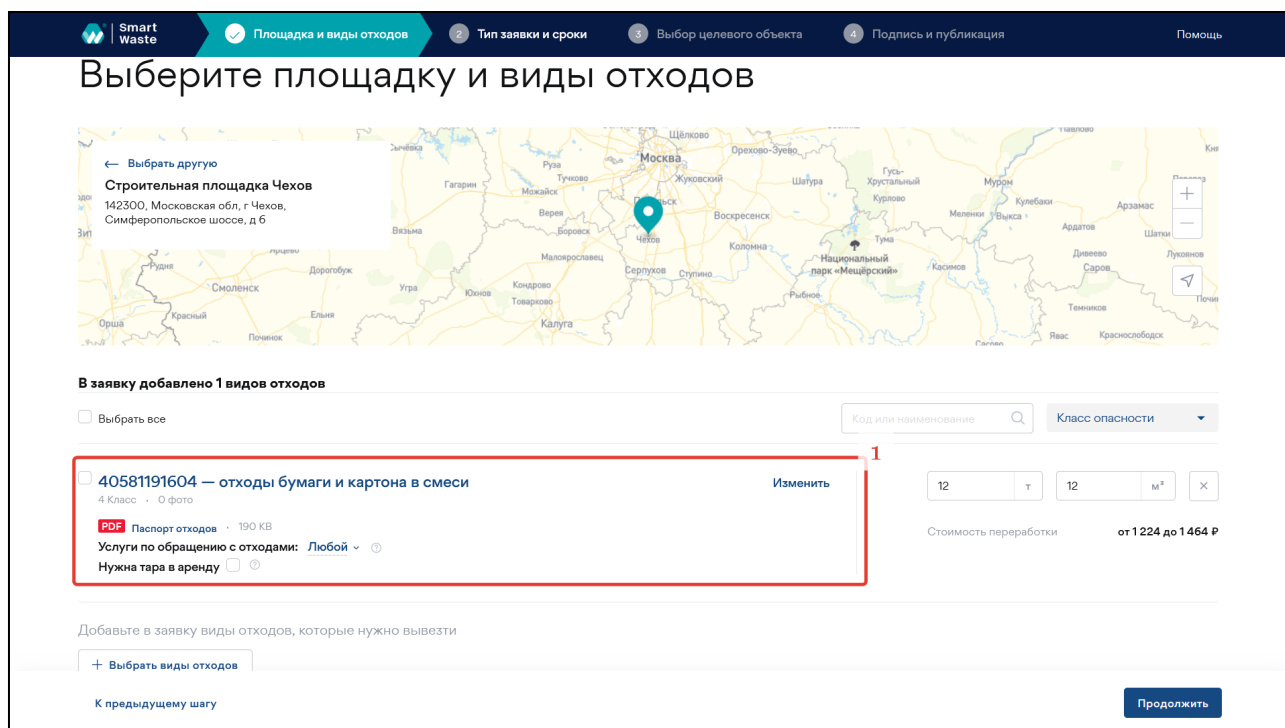 Smart
Waste
Площадка и виды отходов
2 Тип заявки и сроки
3 Выбор целевого объекта
4 Подпись и публикация
Помощь
Выберите площадку и виды отходов
← Выбрать другую
Строительная площадка Чехов
142300, Московская обл, г Чехов,
Симферопольское шоссе, д 6
Сычёвка
Щёлково
Москва
Орехово-Зуево
Руза
Тучково
Гагарин
Можайск
Жуковский
Шатура
Гусь-
Хрустальный
Муром
Курлово
Кулебаки
Верея
Воскресенск
Меленки
Выкса
Арзамас
Вязьма
Боровск
Чехов
Коломна
Тума
Ардатов
Шатки
Малоярославец
Национальный
парк «Мещёрский»
Дивеево
Лукоянов
Рудня
Дорогобуж
Серпухов
Ступино
Касимов
Саров
Смоленск
Угра
Юхнов
Кондрово
Товарково
Рыбное
Темников
Орша
Красный
Ельня
Калуга
Починок
Явас
Краснослободск
В заявку добавлено 1 видов отходов
Выбрать все
Код или наименование
Класс опасности
1
40581191604 — отходы бумаги и картона в смеси
Изменить
12 т
12 м³
4 Класс · 0 фото
PDF Паспорт отходов · 190 KB
Стоимость переработки
от 1 224 до 1 464 ₽
Услуги по обращению с отходами: Любой
Нужна тара в аренду
Добавьте в заявку виды отходов, которые нужно вывезти
+ Выбрать виды отходов
К предыдущему шагу
Продолжить